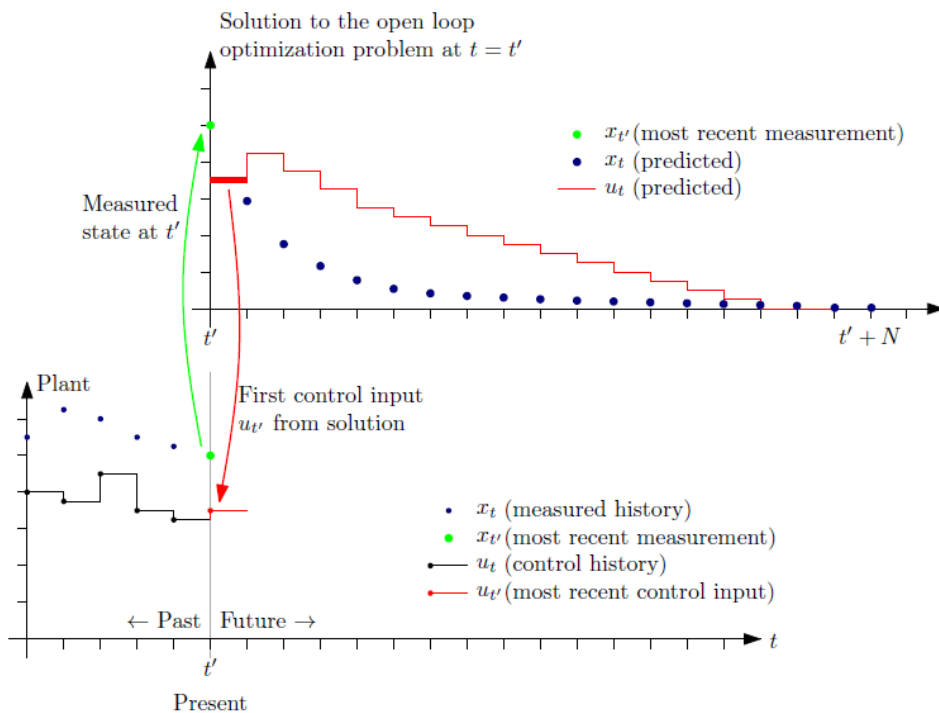 Solution to the open loop
optimization problem at t = t′
x_{t′}(most recent measurement)
x_t (predicted)
u_t (predicted)
Measured
state at t′
t′
t′ + N
Plant
First control input
u_{t′} from solution
x_t (measured history)
x_{t′}(most recent measurement)
u_t (control history)
u_{t′}(most recent control input)
← Past
Future →
t
t′
Present